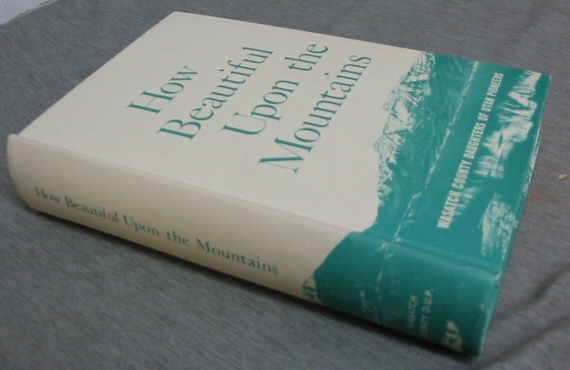 How
Beautiful
Upon the
Mountains
WASATCH COUNTY DAUGHTERS OF UTAH PIONEERS
How Beautiful Upon the Mountains
WASATCH
COUNTY D.U.P.